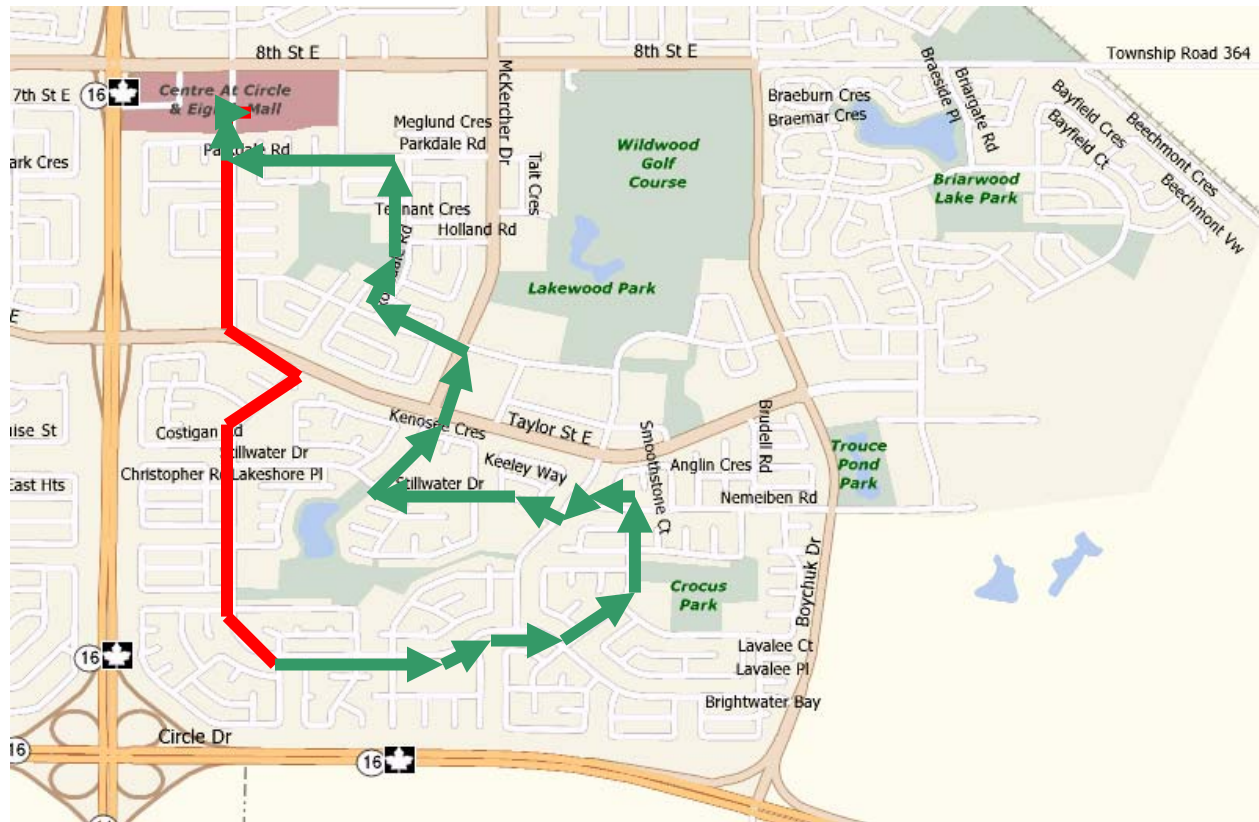 8th St E
8th St E
Township Road 364
16
7th St E
Centre At Circle
& Mall
McKercher Dr
Braeside Pl
Briargate Rd
Braeburn Cres
Braemar Cres
Bayfield Cres
Bayfield Ct
Beechmont Cres
Beechmont Vw
Meglund Cres
Parkdale Rd
ark Cres
Rd
Tait Cres
Wildwood
Golf
Course
Briarwood
Lake Park
Tennant Cres
Holland Rd
Rd
Lakewood Park
E
Kenosee Cres
Taylor St E
Brudell Rd
uise St
Costigan
Stillwater Dr
Smoothstone Ct
Keeley Way
Anglin Cres
Trouce
Pond
Park
East Hts
Christopher
Lakeshore Pl
Stillwater Dr
Nemeiben Rd
Crocus
Park
Boychuk Dr
16
Lavalee Ct
Lavalee Pl
Brightwater Bay
Circle Dr
16
16